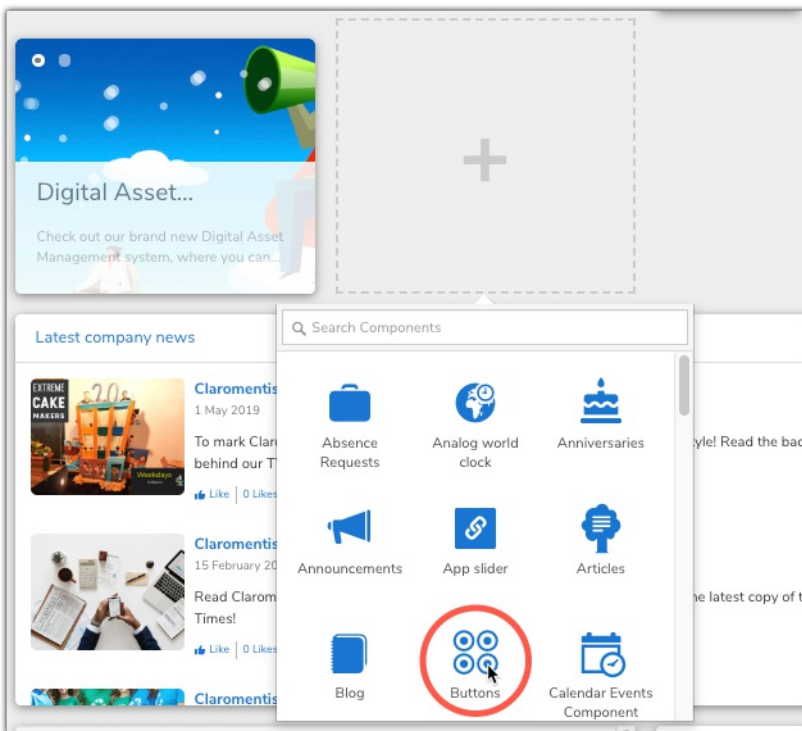 Digital Asset...
Check out our brand new Digital Asset
Management system, where you can...
Search Components
Latest company news
EXTREME
CAKE
MAKERS
Weekdays
Claromentis
1 May 2019
To mark Clar
behind our T
Like 0 Likes
Claromentis
15 February 20
Read Clarom
Times!
Like 0 Likes
Claromentis
Absence
Requests
Analog world
clock
Anniversaries
Announcements
App slider
Articles
Blog
Buttons
Calendar Events
Component
yle! Read the bac
he latest copy of t